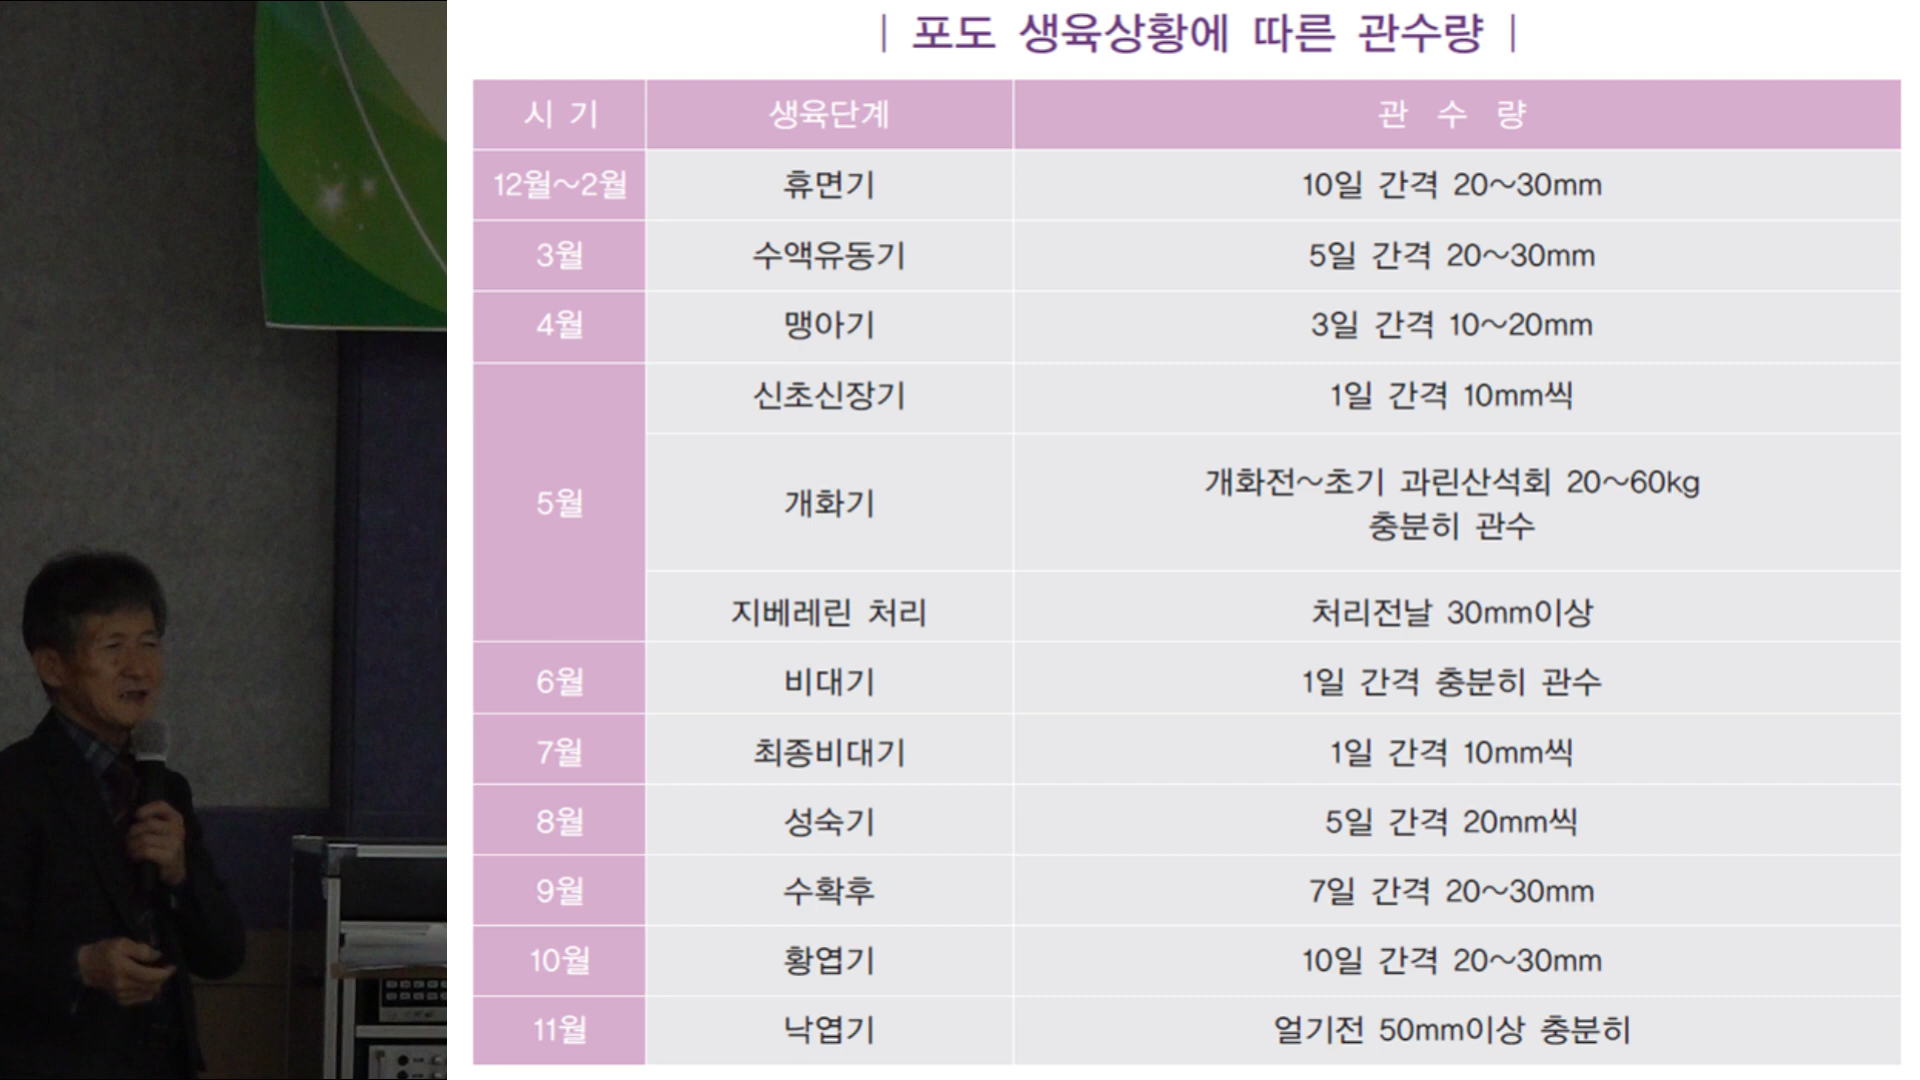 | 포도 생육상황에 따른 관수량 |
시 기 생육단계 관 수 량
12월~2월 휴면기 10일 간격 20~30mm
3월 수액유동기 5일 간격 20~30mm
4월 맹아기 3일 간격 10~20mm
신초신장기 1일 간격 10mm씩
5월 개화기 개화전~초기 과린산석회 20~60kg
충분히 관수
지베레린 처리 처리전날 30mm이상
6월 비대기 1일 간격 충분히 관수
7월 최종비대기 1일 간격 10mm씩
8월 성숙기 5일 간격 20mm씩
9월 수확후 7일 간격 20~30mm
10월 황엽기 10일 간격 20~30mm
11월 낙엽기 얼기전 50mm이상 충분히